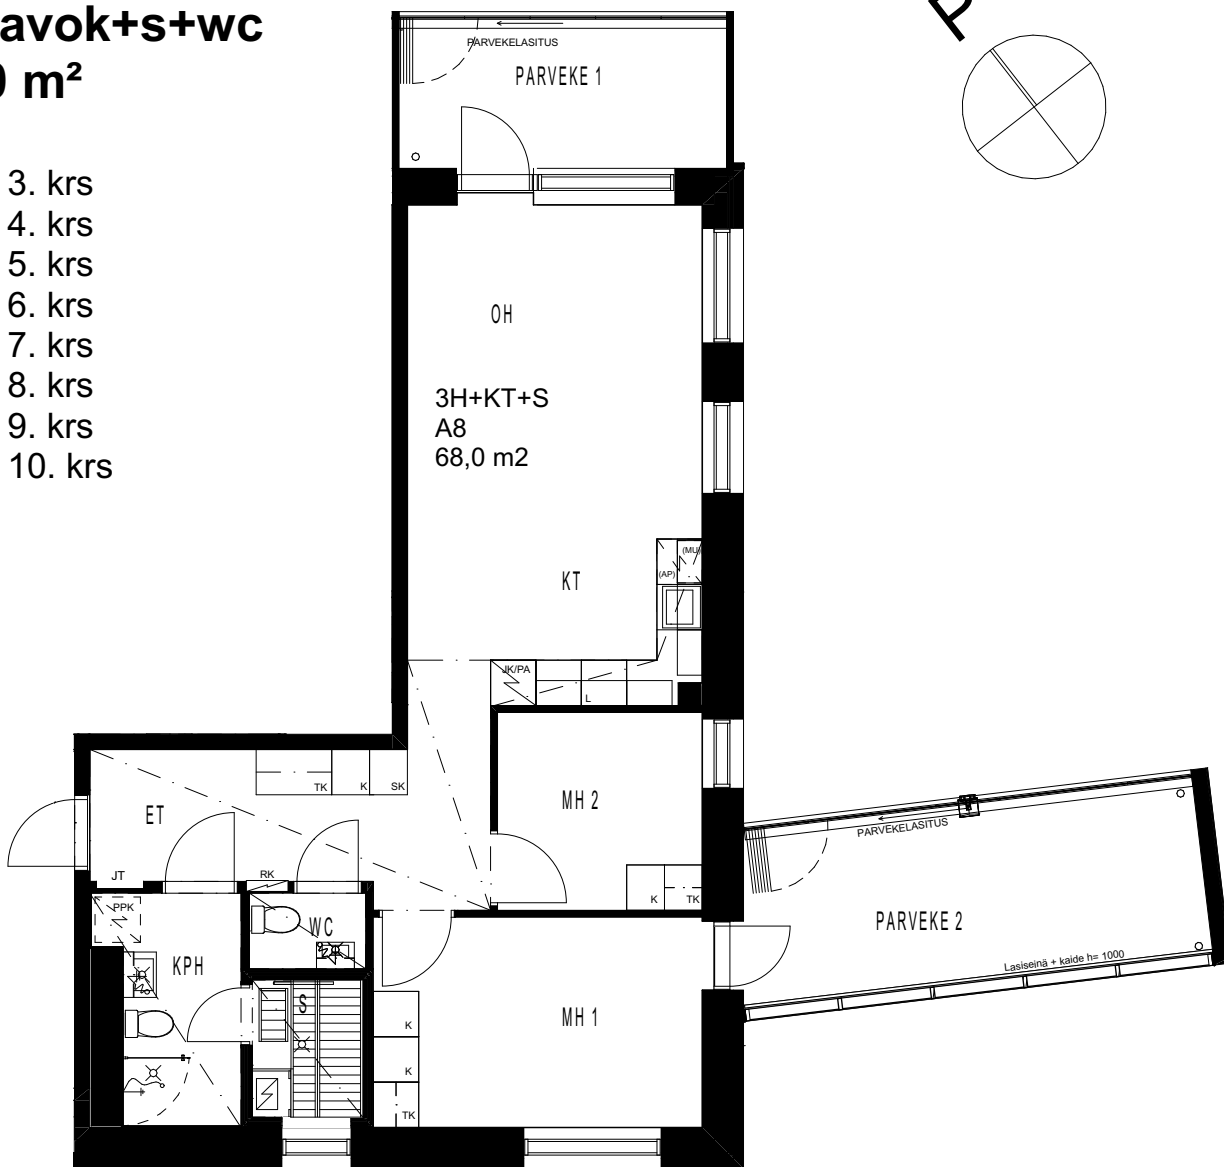 avok+s+wc
0 m²
3. krs
4. krs
5. krs
6. krs
7. krs
8. krs
9. krs
10. krs
P
PARVEKELASITUS
PARVEKE 1
OH
3H+KT+S
A8
68,0 m2
(MU)
(AP)
KT
JK/PA
L
TK
K
SK
ET
MH 2
JT
RK
K
TK
PPK
WC
KPH
S
MH 1
K
K
TK
PARVEKELASITUS
PARVEKE 2
Lasiseinä + kaide h= 1000